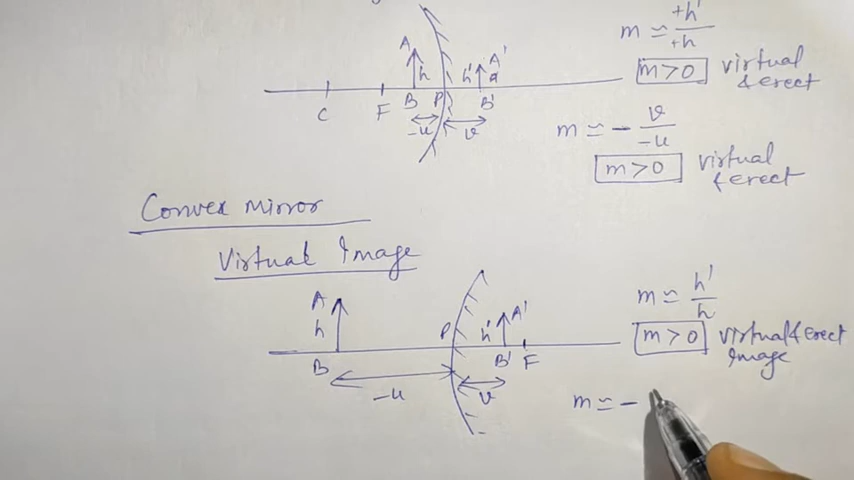 m ≃ +h'/+h
A
h
h'
A'
m>0 virtual & erect
C F B P B'
-u v
m ≃ - v/-u
m>0 virtual & erect
Convex Mirror
Virtual Image
A
h
P
h'
A'
m ≃ h'/h
m>0 virtual & erect Image
B B' F
-u v
m ≃ -